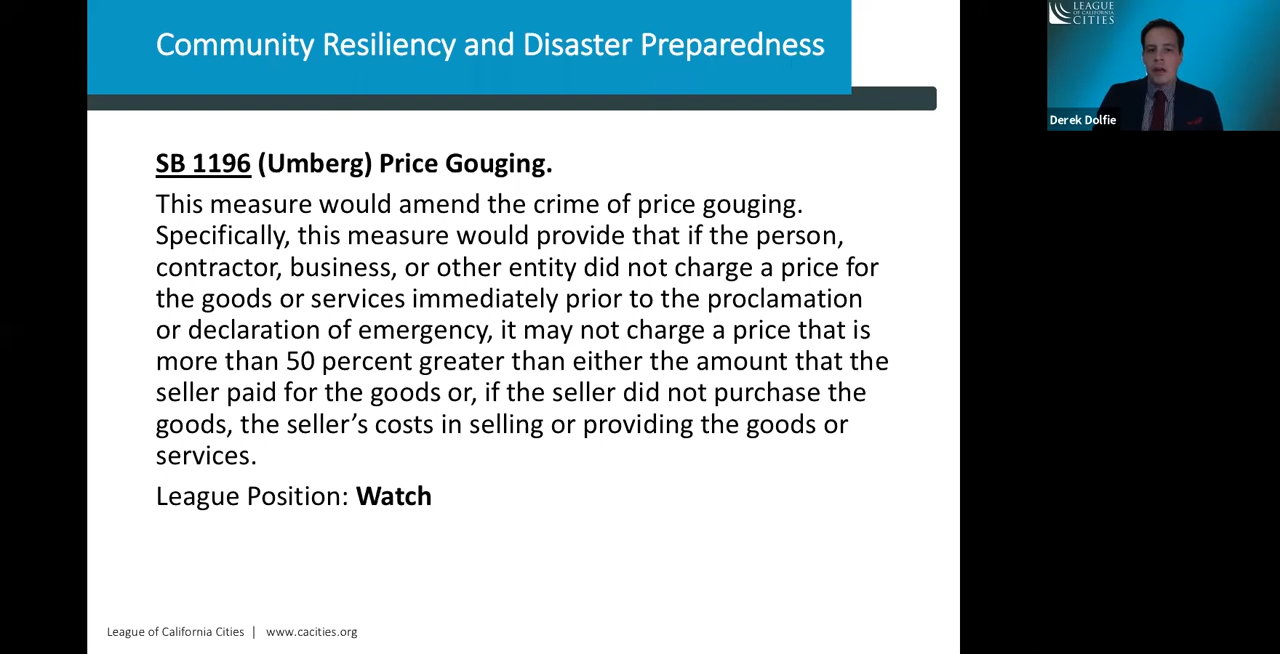 Community Resiliency and Disaster Preparedness
SB 1196 (Umberg) Price Gouging.
This measure would amend the crime of price gouging.
Specifically, this measure would provide that if the person,
contractor, business, or other entity did not charge a price for
the goods or services immediately prior to the proclamation
or declaration of emergency, it may not charge a price that is
more than 50 percent greater than either the amount that the
seller paid for the goods or, if the seller did not purchase the
goods, the seller’s costs in selling or providing the goods or
services.
League Position: Watch
League of California Cities | www.cacities.org
LEAGUE
OF CALIFORNIA
CITIES
Derek Dolfie